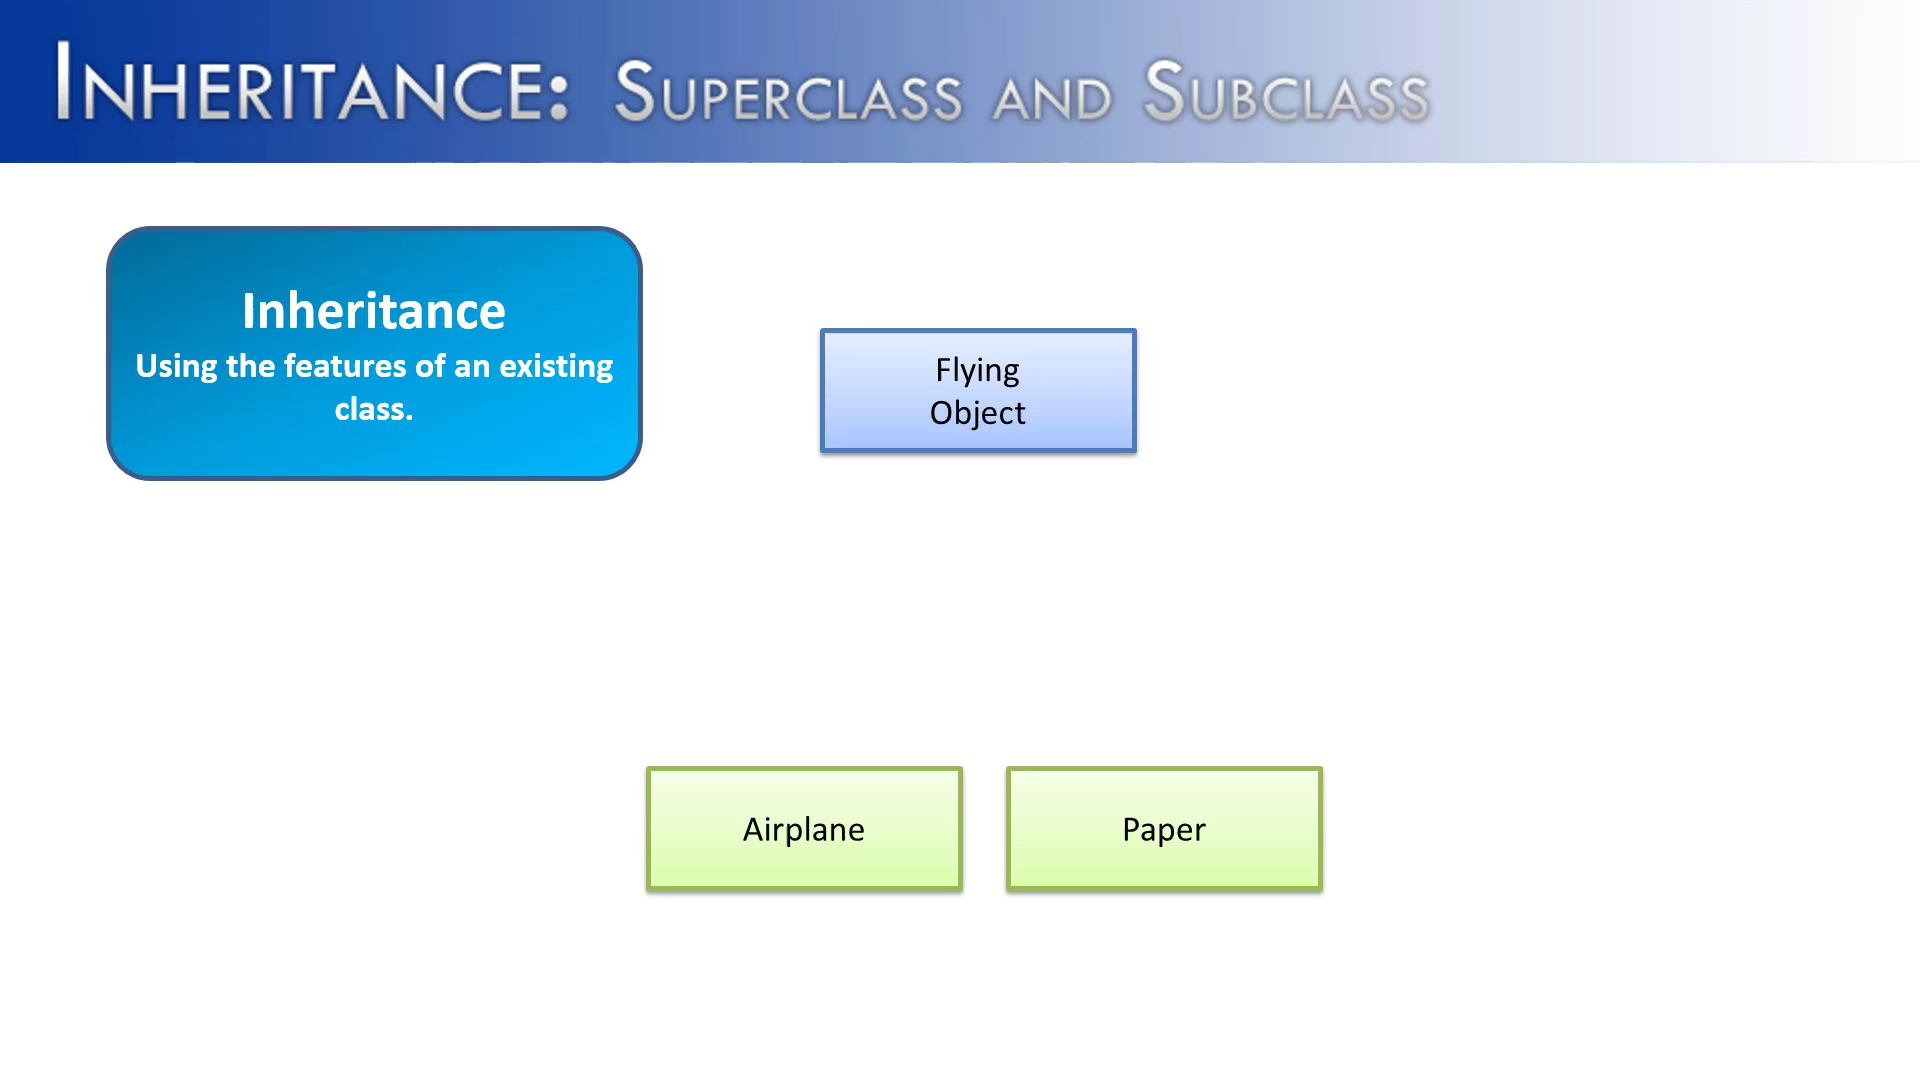 Inheritance: Superclass and Subclass
Inheritance
Using the features of an existing
class.
Flying
Object
Airplane
Paper